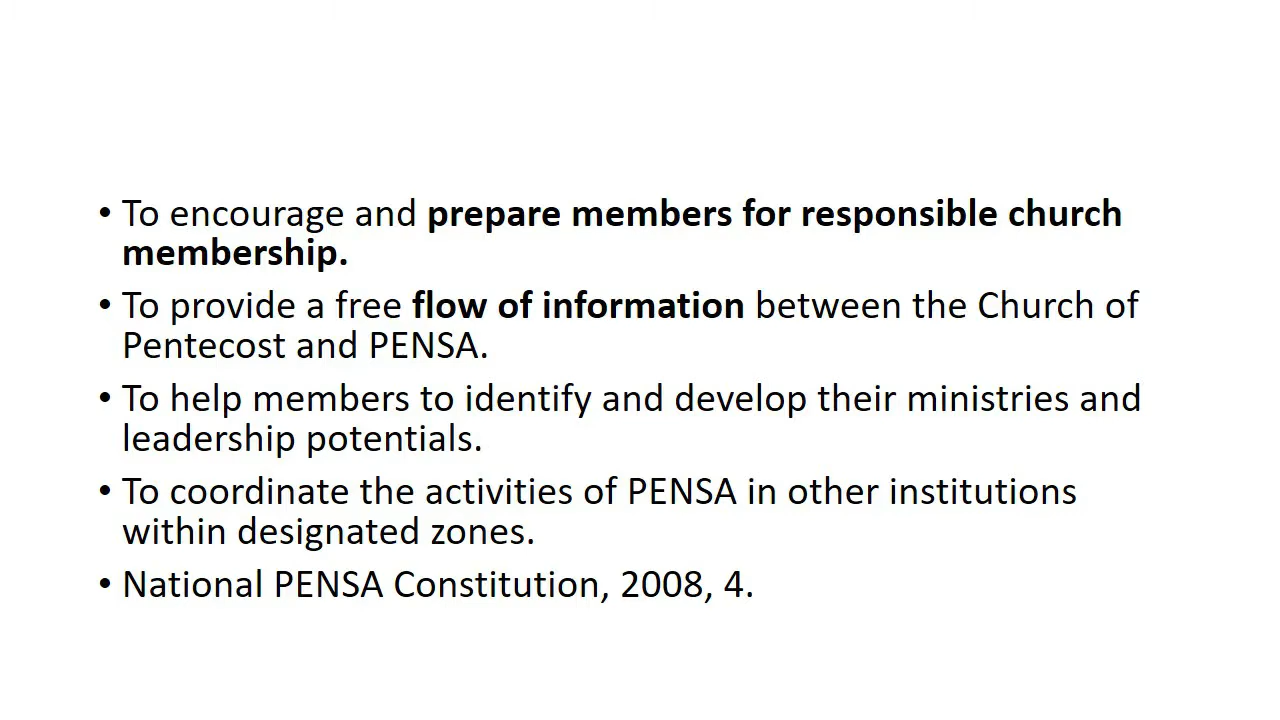 • To encourage and prepare members for responsible church
membership.
• To provide a free flow of information between the Church of
Pentecost and PENSA.
• To help members to identify and develop their ministries and
leadership potentials.
• To coordinate the activities of PENSA in other institutions
within designated zones.
• National PENSA Constitution, 2008, 4.